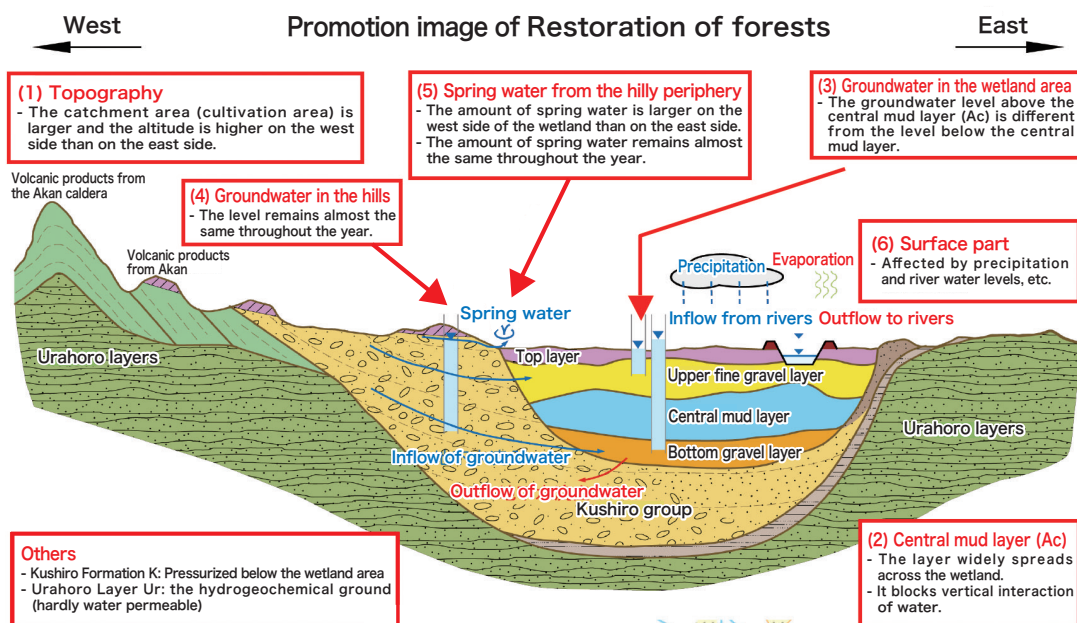 West
Promotion image of Restoration of forests
East
(1) Topography
- The catchment area (cultivation area) is
larger and the altitude is higher on the west
side than on the east side.
(5) Spring water from the hilly periphery
- The amount of spring water is larger on
the west side of the wetland than on the east side.
- The amount of spring water remains almost
the same throughout the year.
(3) Groundwater in the wetland area
- The groundwater level above the
central mud layer (Ac) is different
from the level below the central
mud layer.
Volcanic products from
the Akan caldera
(4) Groundwater in the hills
- The level remains almost the
same throughout the year.
Volcanic products
from Akan
(6) Surface part
- Affected by precipitation
and river water levels, etc.
Precipitation
Evaporation
Spring water
Inflow from rivers
Outflow to rivers
Urahoro layers
Top layer
Upper fine gravel layer
Central mud layer
Urahoro layers
Bottom gravel layer
Inflow of groundwater
Outflow of groundwater
Kushiro group
Others
- Kushiro Formation K: Pressurized below the wetland area
- Urahoro Layer Ur: the hydrogeochemical ground
(hardly water permeable)
(2) Central mud layer (Ac)
- The layer widely spreads
across the wetland.
- It blocks vertical interaction
of water.